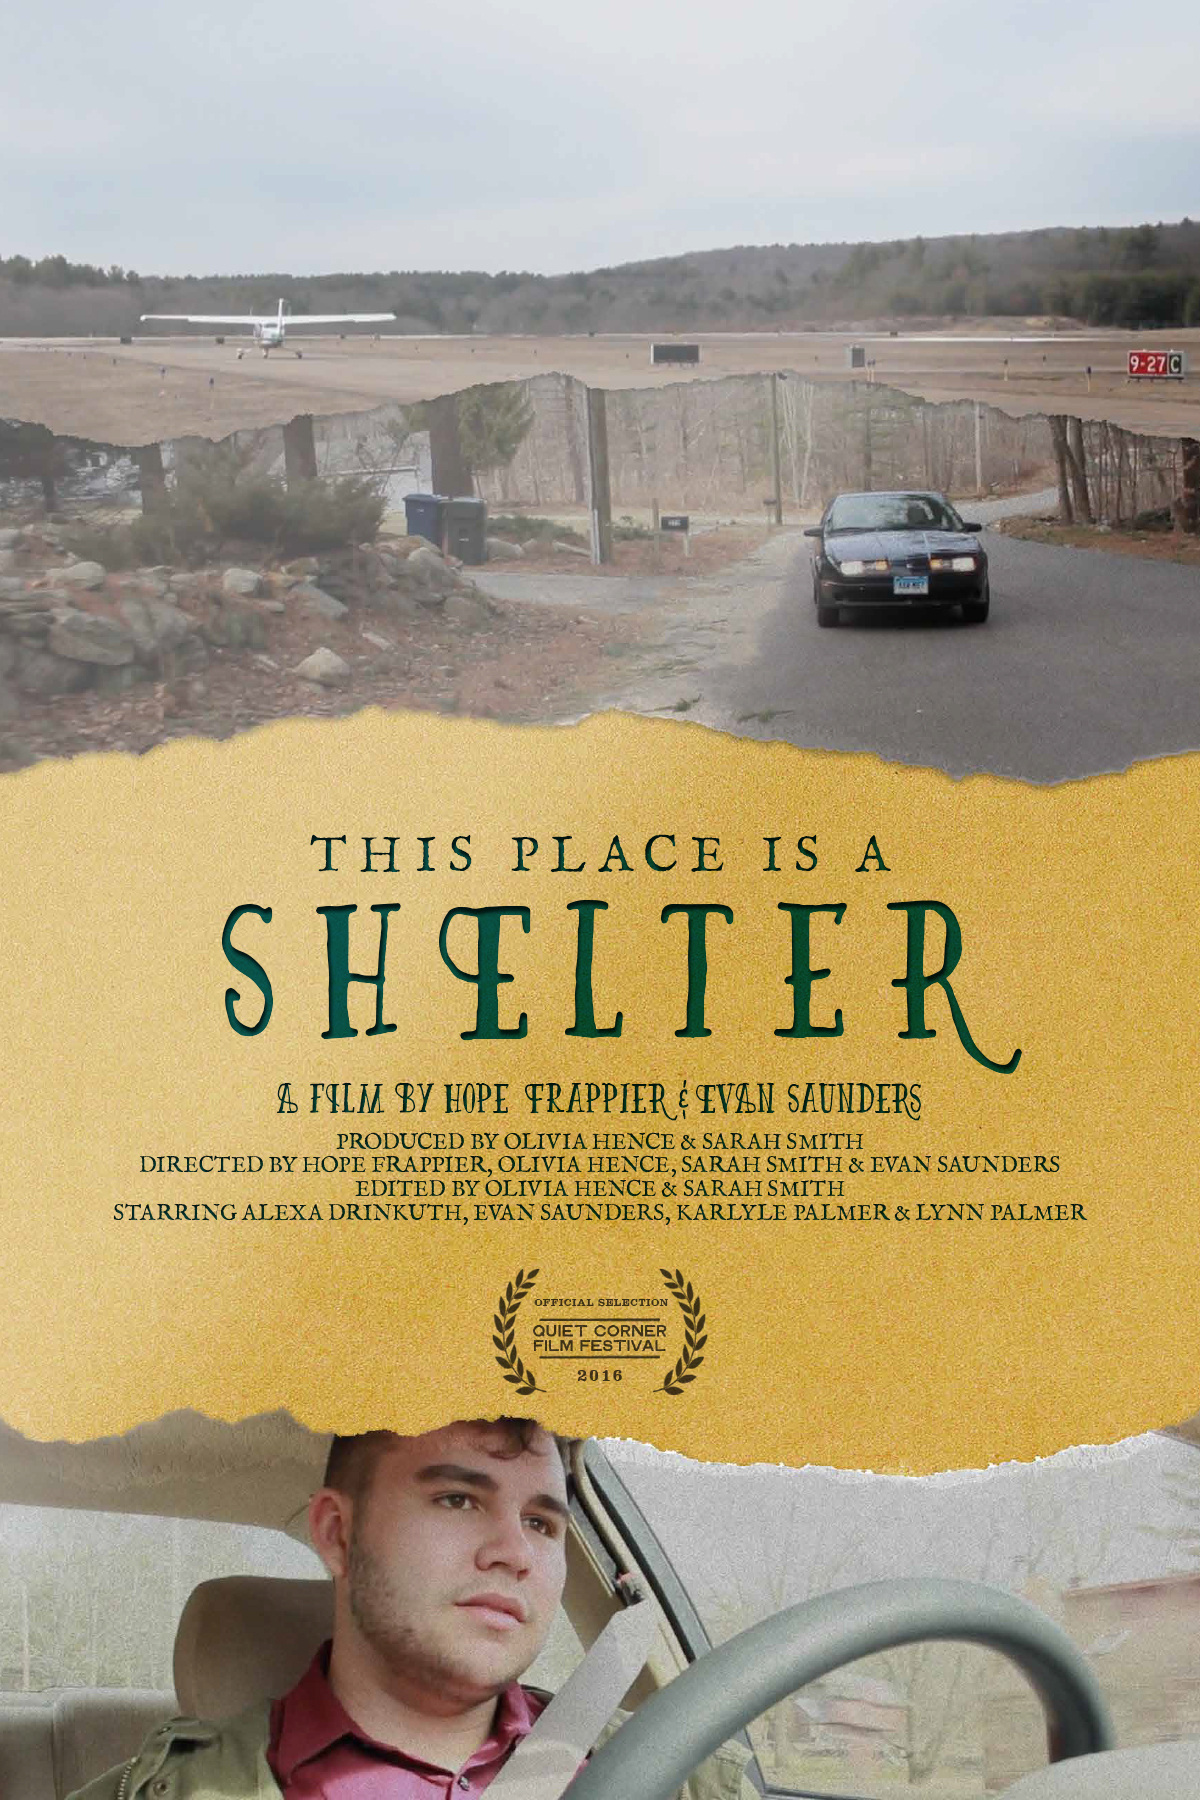 9-27 C
THIS PLACE IS A
SHELTER
A FILM BY HOPE FRAPPIER & EVAN SAUNDERS
PRODUCED BY OLIVIA HENCE & SARAH SMITH
DIRECTED BY HOPE FRAPPIER, OLIVIA HENCE, SARAH SMITH & EVAN SAUNDERS
EDITED BY OLIVIA HENCE & SARAH SMITH
STARRING ALEXA DRINKUTH, EVAN SAUNDERS, KARLYLE PALMER & LYNN PALMER
OFFICIAL SELECTION
QUIET CORNER
FILM FESTIVAL
2016